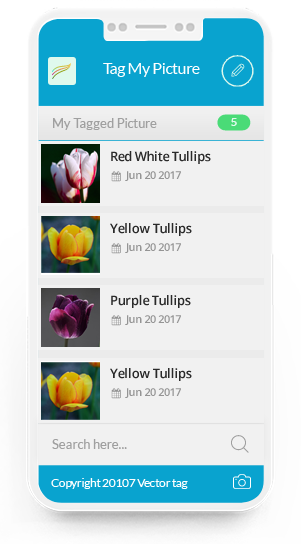 Tag My Picture
My Tagged Picture 5
Red White Tullips
Jun 20 2017
Yellow Tullips
Jun 20 2017
Purple Tullips
Jun 20 2017
Yellow Tullips
Jun 20 2017
Search here...
Copyright 20107 Vector tag